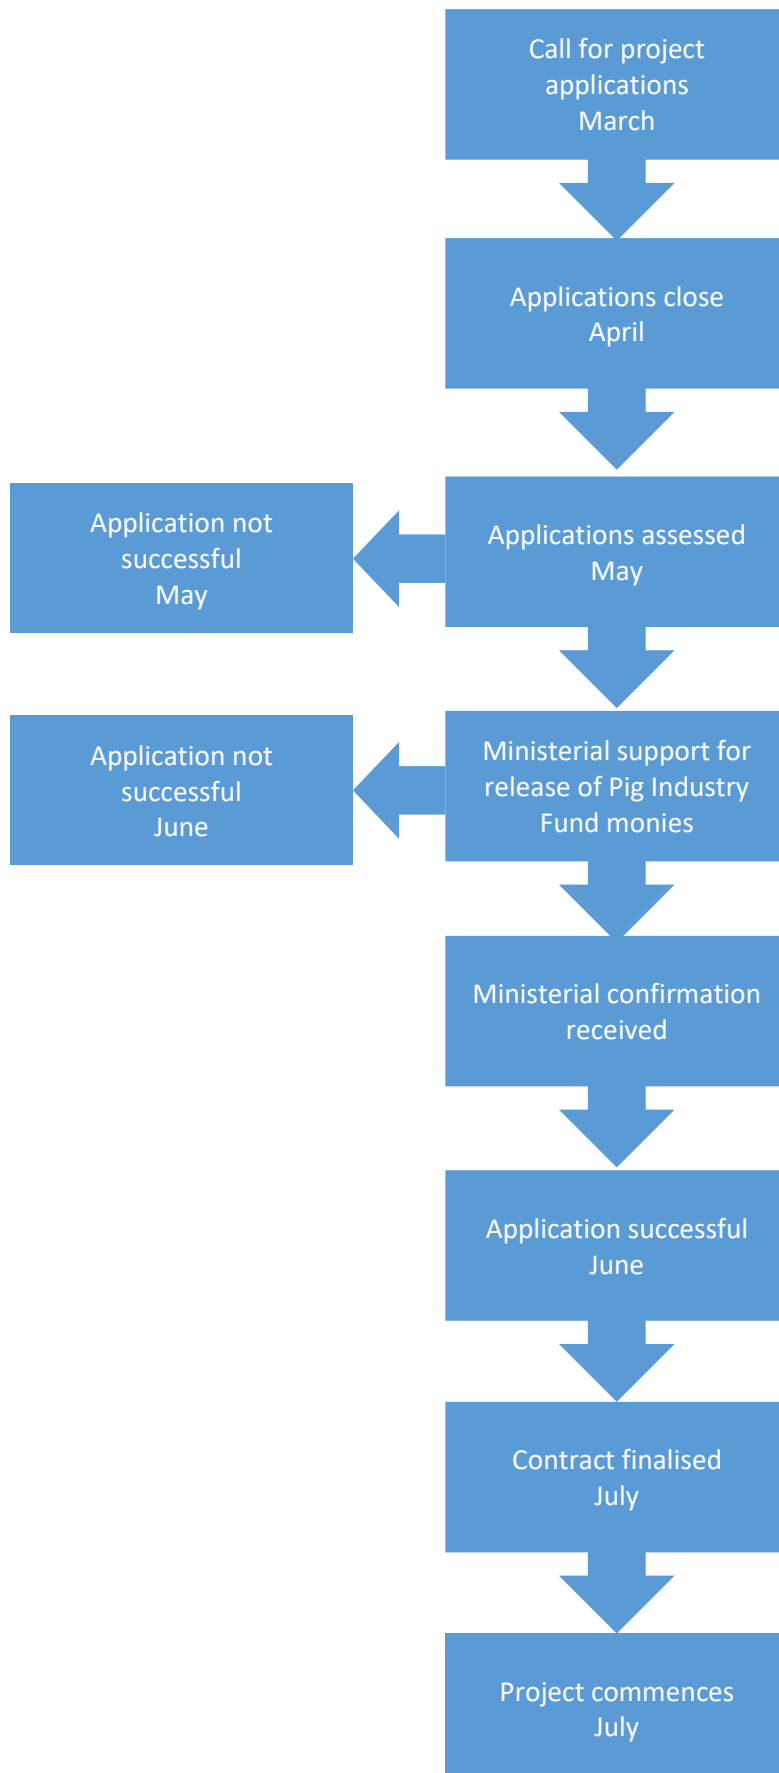 Call for project
applications
March
Applications close
April
Application not
successful
May
Applications assessed
May
Application not
successful
June
Ministerial support for
release of Pig Industry
Fund monies
Ministerial confirmation
received
Application successful
June
Contract finalised
July
Project commences
July